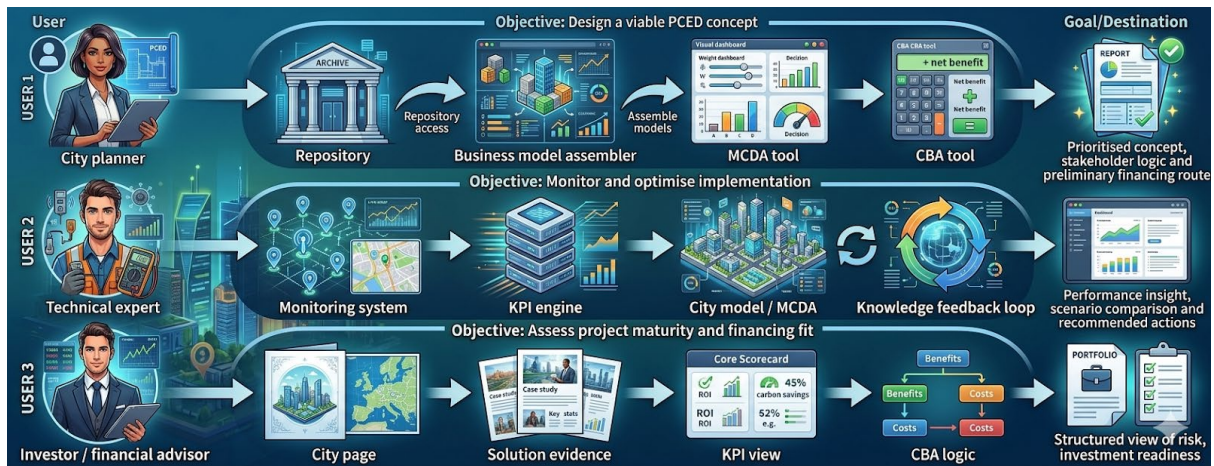 User
Objective: Design a viable PCED concept
Goal/Destination
USER 1
PCED
ARCHIVE
Repository access
Assemble models
Visual dashboard
Weight dashboard
Decision
A B C D
Decision
CBA CRA tool
+ net benefit
Net benefit
+
Net benefit
=
REPORT
City planner
Repository
Business model assembler
MCDA tool
CBA tool
Prioritised concept,
stakeholder logic and
preliminary financing route
Objective: Monitor and optimise implementation
USER 2
Technical expert
Monitoring system
KPI engine
City model / MCDA
Knowledge feedback loop
Performance insight,
scenario comparison and
recommended actions
Objective: Assess project maturity and financing fit
USER 3
Case study
Case study
Key stats
Core Scorecard
ROI
45%
carbon savings
ROI
ROI
52%
e.g.
Benefits
Benefits
Costs
Costs
Costs
PORTFOLIO
Investor / financial advisor
City page
Solution evidence
KPI view
CBA logic
Structured view of risk,
investment readiness